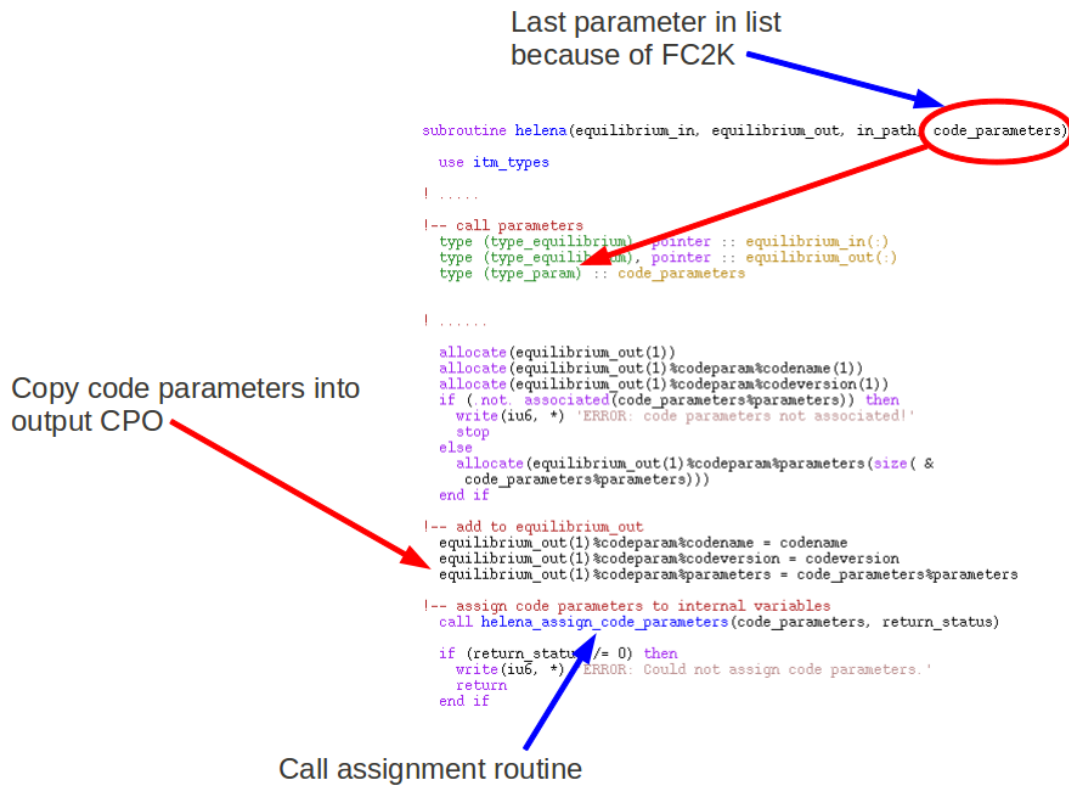 Last parameter in list
because of FC2K
subroutine helena(equilibrium_in, equilibrium_out, in_path, code_parameters)
use itm_types
! .....
!-- call parameters
type (type_equilibrium), pointer :: equilibrium_in(:)
type (type_equilibrium), pointer :: equilibrium_out(:)
type (type_param) :: code_parameters
! ......
allocate(equilibrium_out(1))
allocate(equilibrium_out(1)%codeparam%codename(1))
allocate(equilibrium_out(1)%codeparam%codeversion(1))
if (.not. associated(code_parameters%parameters)) then
write(iu6, *) 'ERROR: code parameters not associated!'
stop
else
allocate(equilibrium_out(1)%codeparam%parameters(size( &
code_parameters%parameters)))
end if
Copy code parameters into
output CPO
!-- add to equilibrium_out
equilibrium_out(1)%codeparam%codename = codename
equilibrium_out(1)%codeparam%codeversion = codeversion
equilibrium_out(1)%codeparam%parameters = code_parameters%parameters
!-- assign code parameters to internal variables
call helena_assign_code_parameters(code_parameters, return_status)
if (return_status /= 0) then
write(iu6, *) 'ERROR: Could not assign code parameters.'
return
end if
Call assignment routine